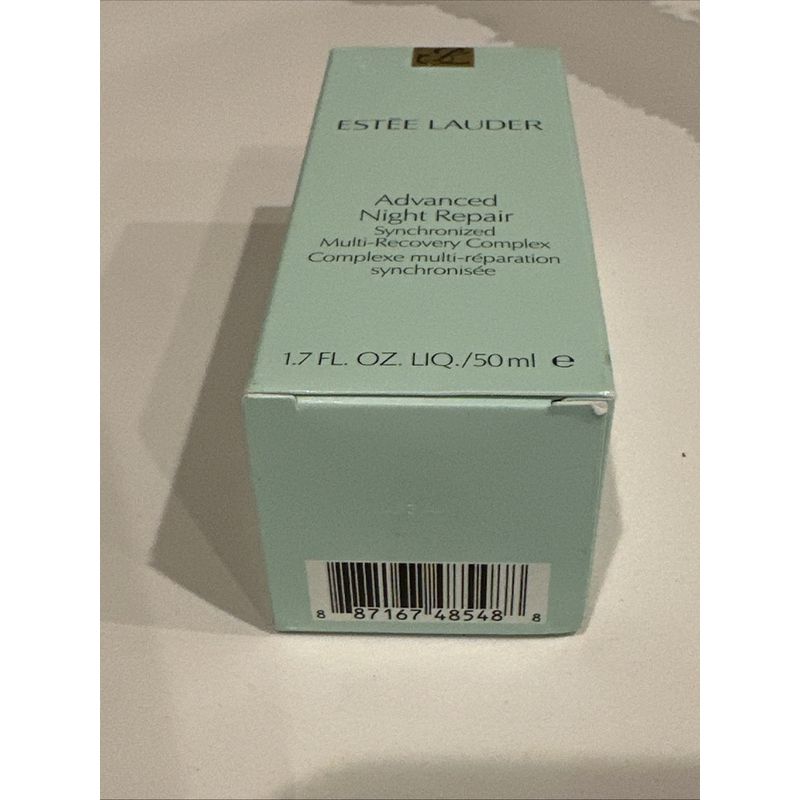 ESTĒE LAUDER
Advanced
Night Repair
Synchronized
Multi-Recovery Complex
Complexe multi-réparation
synchronisée
1.7 FL. OZ. LIQ./50 ml e
8 87167 48548 8